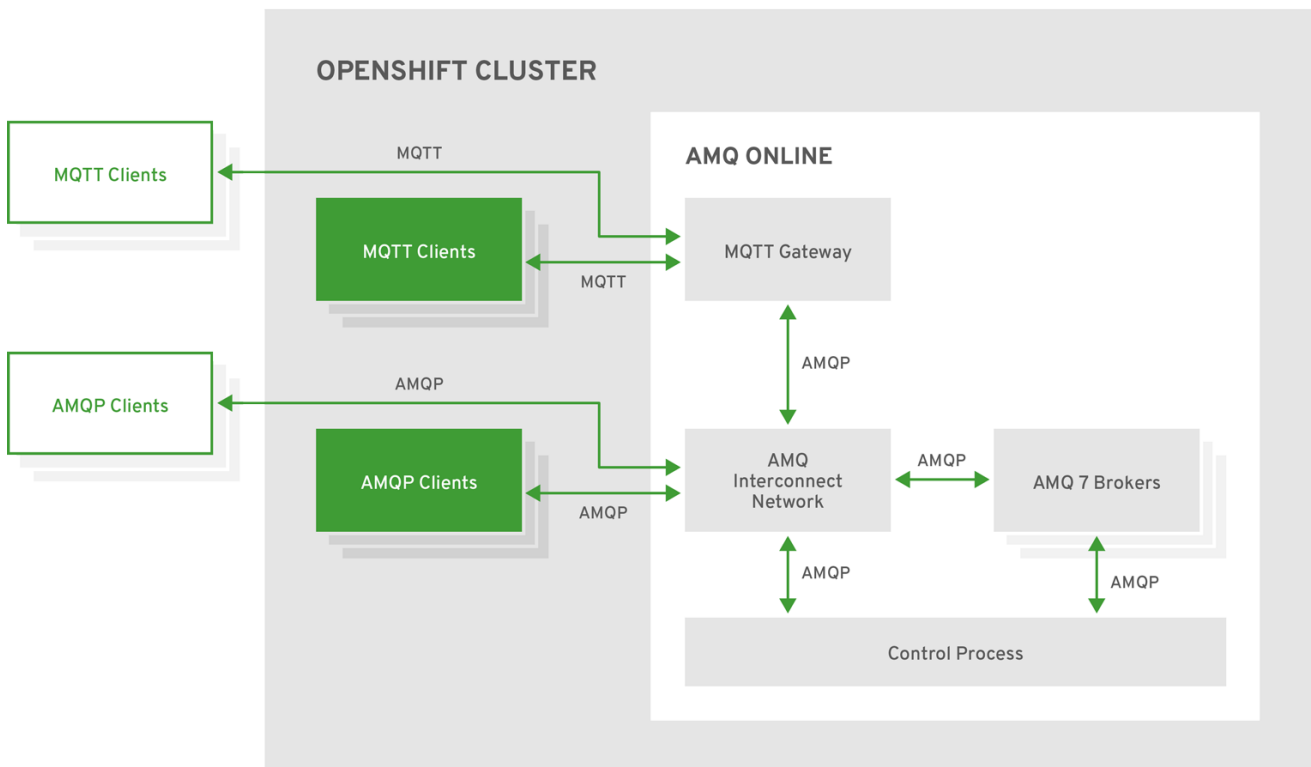 OPENSHIFT CLUSTER
MQTT Clients
MQTT
AMQ ONLINE
MQTT Clients
MQTT
MQTT Gateway
AMQP
AMQP Clients
AMQP
AMQP Clients
AMQP
AMQ
Interconnect
Network
AMQP
AMQ 7 Brokers
AMQP
AMQP
Control Process